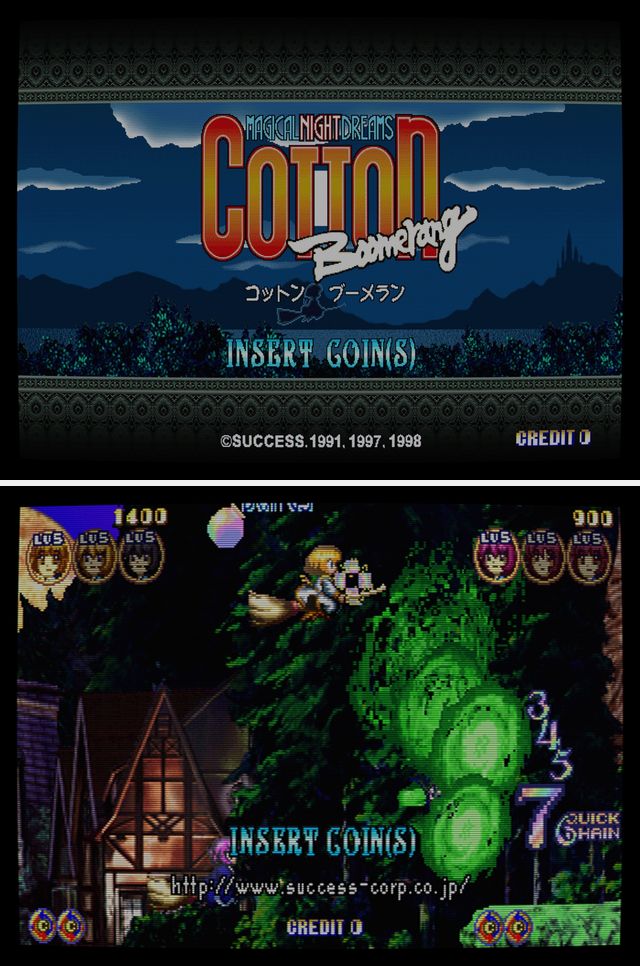 MAGICAL NIGHT DREAMS
COTTON
Boomerang
コットン ブーメラン
INSERT COIN(S)
©SUCCESS.1991, 1997, 1998
CREDIT 0
1400
900
LV5 LV5 LV5
LV5 LV5 LV5
3
4
5
7
QUICK
CHAIN
INSERT COIN(S)
http://www.success-corp.co.jp/
CREDIT 0